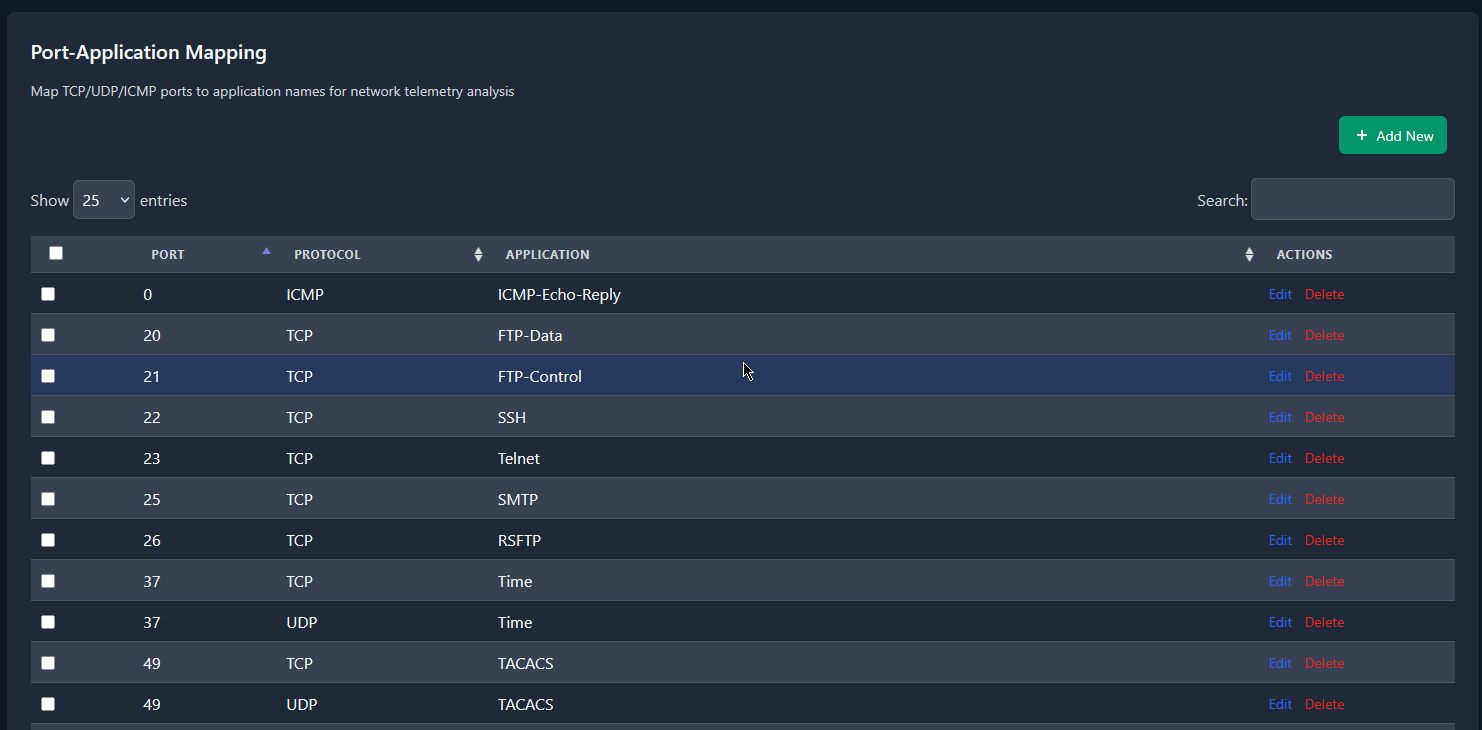 Port-Application Mapping
Map TCP/UDP/ICMP ports to application names for network telemetry analysis
+ Add New
Show 25 entries Search:
PORT PROTOCOL APPLICATION ACTIONS
0 ICMP ICMP-Echo-Reply Edit Delete
20 TCP FTP-Data Edit Delete
21 TCP FTP-Control Edit Delete
22 TCP SSH Edit Delete
23 TCP Telnet Edit Delete
25 TCP SMTP Edit Delete
26 TCP RSFTP Edit Delete
37 TCP Time Edit Delete
37 UDP Time Edit Delete
49 TCP TACACS Edit Delete
49 UDP TACACS Edit Delete